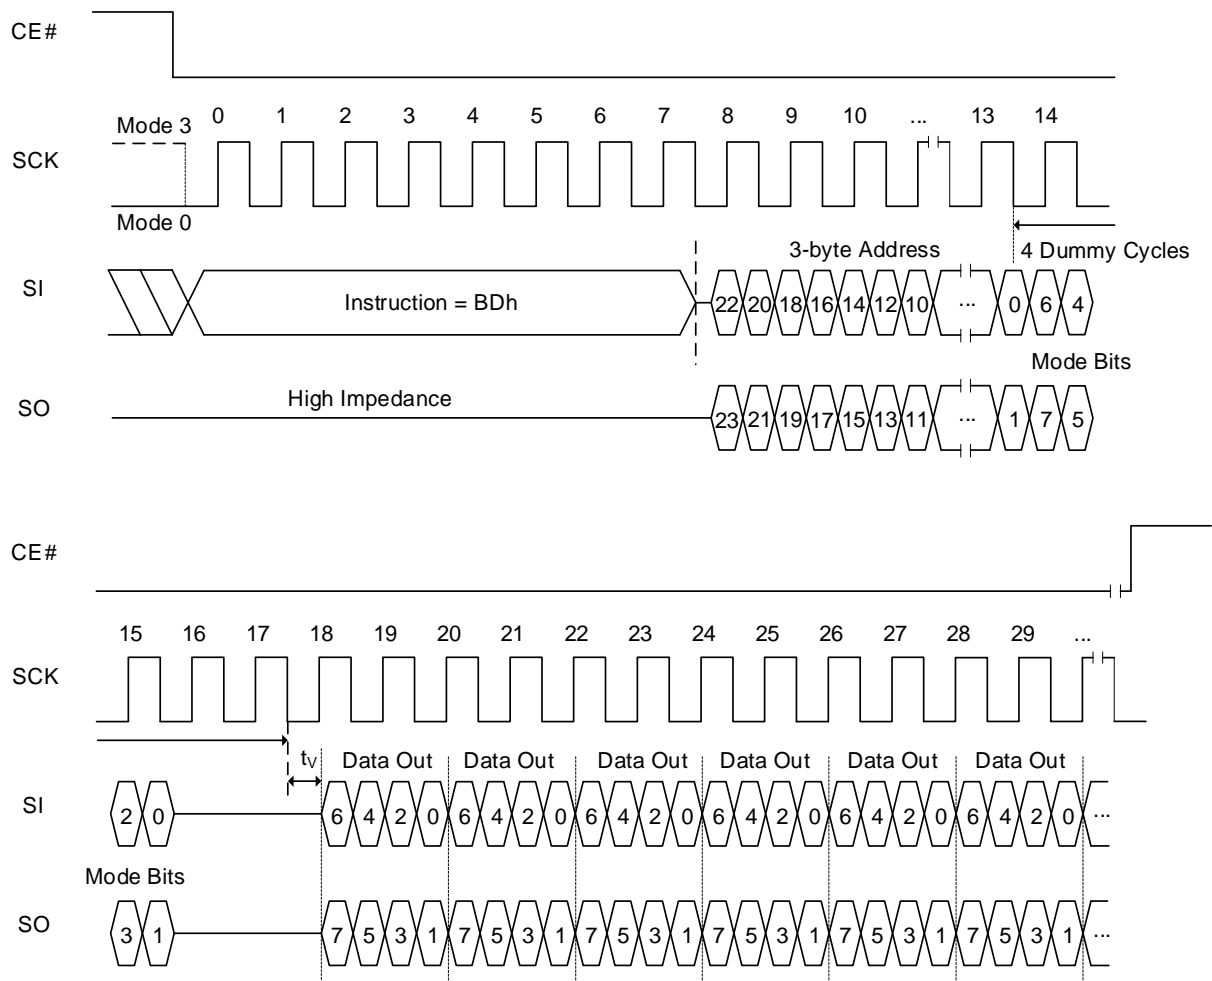 CE#
0 1 2 3 4 5 6 7 8 9 10 ... 13 14
Mode 3
SCK
Mode 0
3-byte Address
4 Dummy Cycles
SI
Instruction = BDh
22 20 18 16 14 12 10 ... 0 6 4
Mode Bits
High Impedance
SO
23 21 19 17 15 13 11 ... 1 7 5
CE#
15 16 17 18 19 20 21 22 23 24 25 26 27 28 29 ...
SCK
tV
Data Out Data Out Data Out Data Out Data Out Data Out
SI
2 0 6 4 2 0 6 4 2 0 6 4 2 0 6 4 2 0 6 4 2 0 6 4 2 0 ...
Mode Bits
SO
3 1 7 5 3 1 7 5 3 1 7 5 3 1 7 5 3 1 7 5 3 1 7 5 3 1 ...